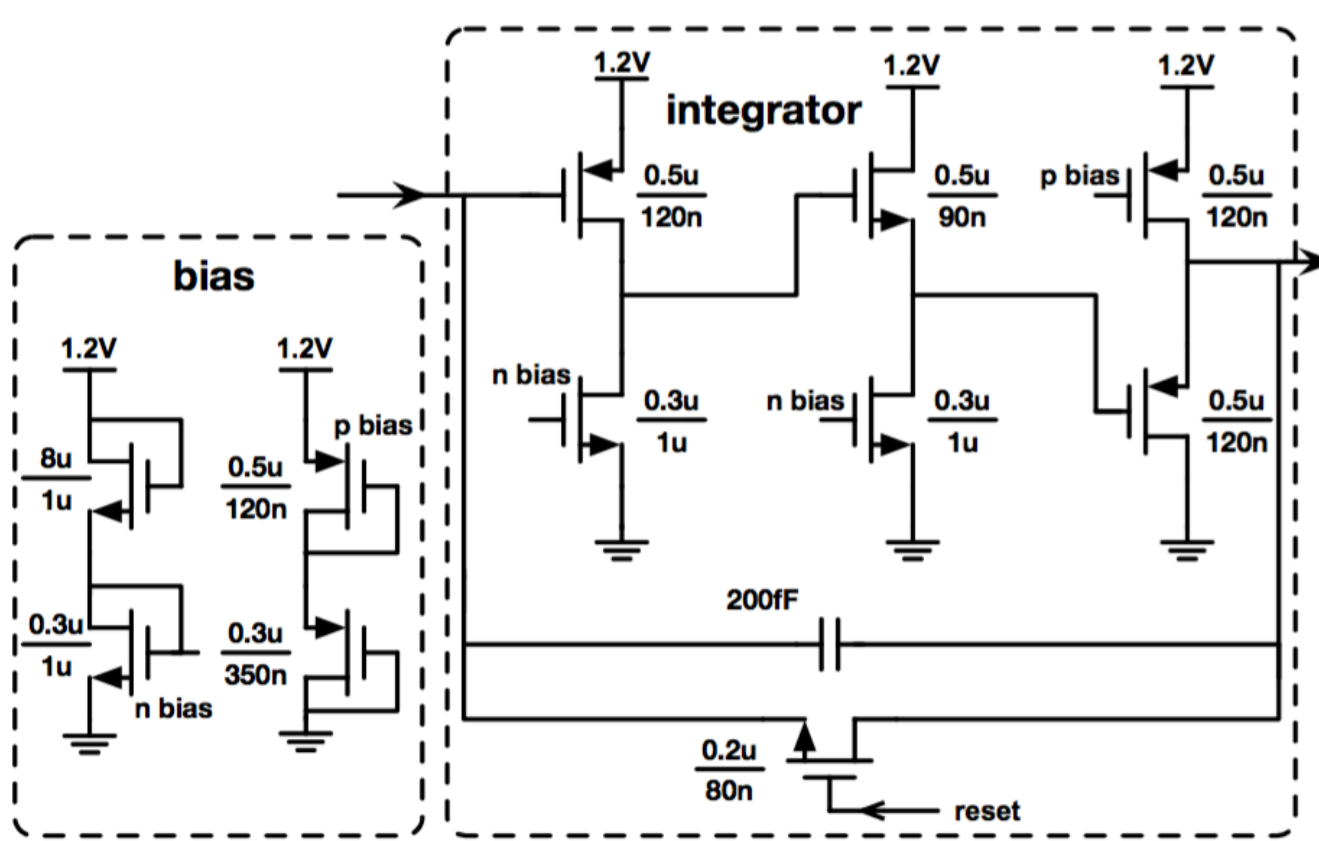 integrator
1.2V
0.5u
120n
1.2V
0.5u
90n
1.2V
p bias
0.5u
120n
n bias
0.3u
1u
n bias
0.3u
1u
0.5u
120n
200fF
0.2u
80n
reset
bias
1.2V
8u
1u
0.3u
1u
n bias
1.2V
p bias
0.5u
120n
0.3u
350n